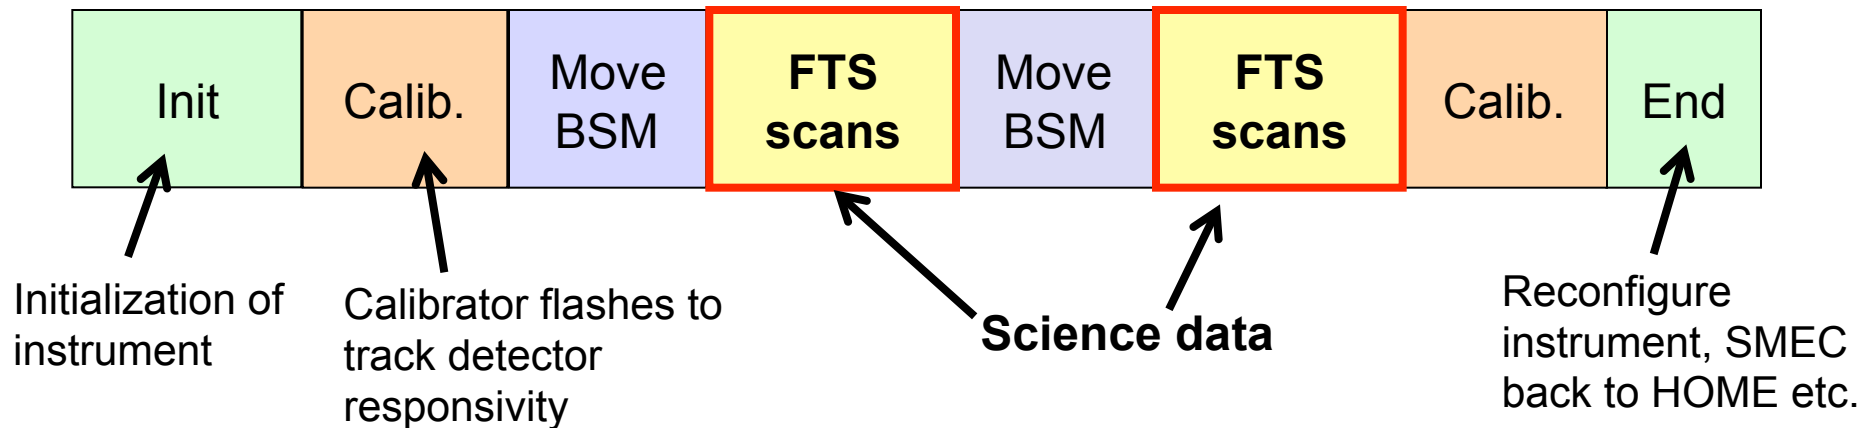 Init
Calib.
Move
BSM
FTS
scans
Move
BSM
FTS
scans
Calib.
End
Initialization of
instrument
Calibrator flashes to
track detector
responsivity
Science data
Reconfigure
instrument, SMEC
back to HOME etc.